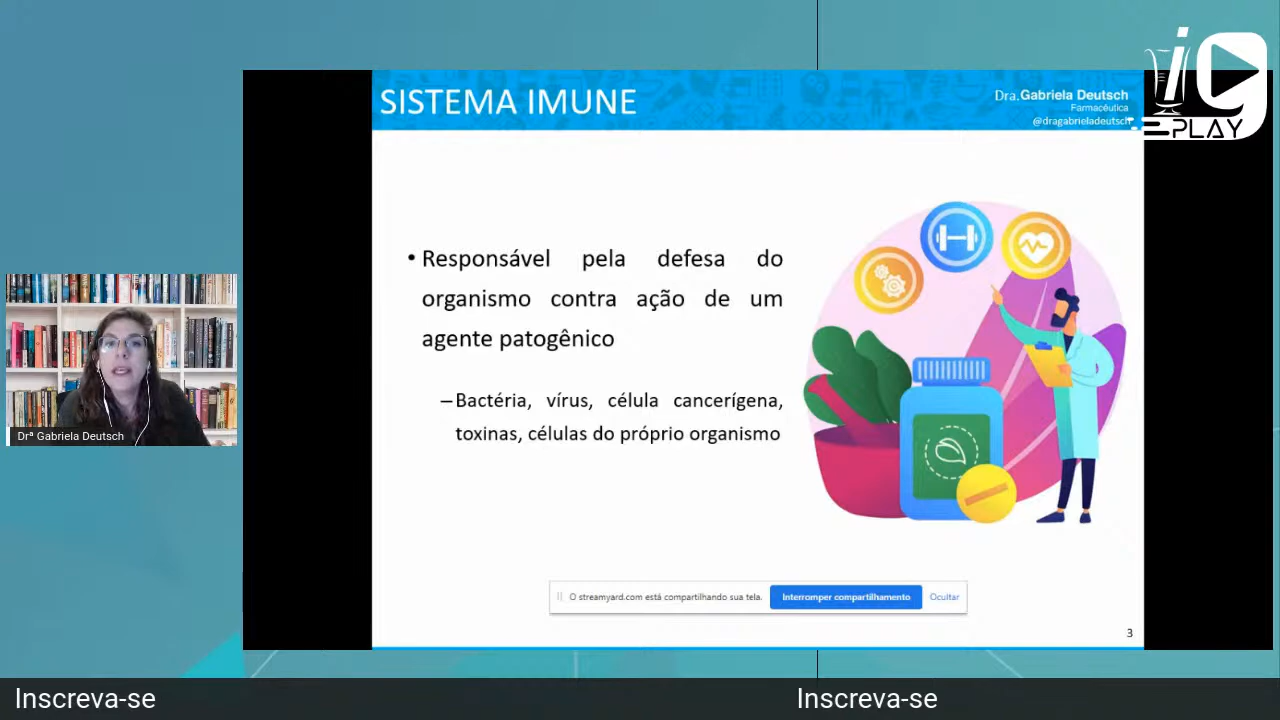 SISTEMA IMUNE
Dra.Gabriela Deutsch
Farmacêutica
@dragabrieladeutsch
iG
PLAY
• Responsável pela defesa do
organismo contra ação de um
agente patogênico
– Bactéria, vírus, célula cancerígena,
toxinas, células do próprio organismo
Drª Gabriela Deutsch
O streamyard.com está compartilhando sua tela.
Interromper compartilhamento
Ocultar
3
Inscreva-se
Inscreva-se